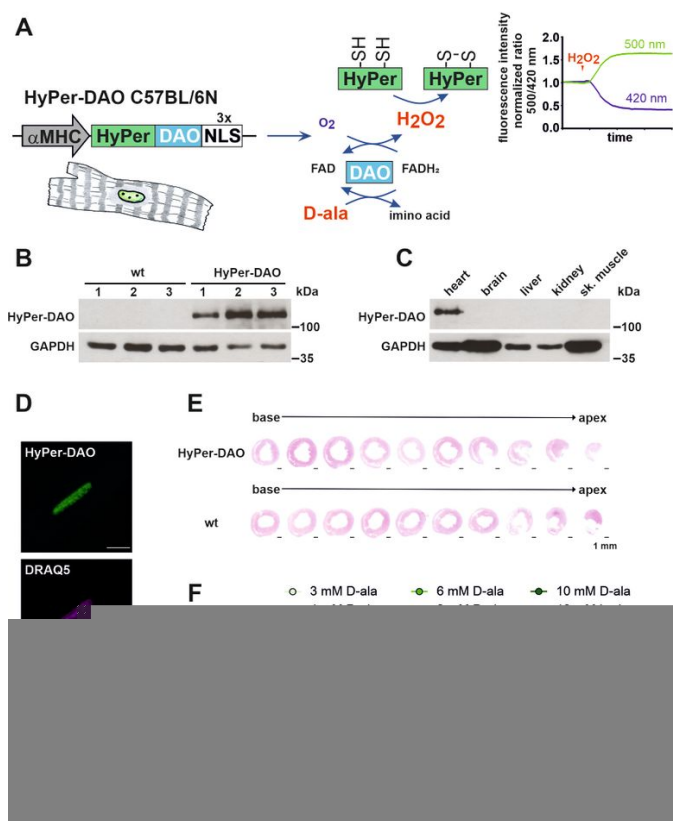 A
HyPer-DAO C57BL/6N
αMHC HyPer DAO NLS
3x
SH SH
HyPer
S-S
HyPer
O₂
H2O2
FAD DAO FADH₂
D-ala
imino acid
fluorescence intensity
normalized ratio
500/420 nm
2.0
1.5
1.0
0.5
0
H₂O₂
500 nm
420 nm
time
B
wt HyPer-DAO
1 2 3 1 2 3 kDa
HyPer-DAO
–100
GAPDH
–35
C
heart brain liver kidney sk. muscle kDa
HyPer-DAO
–100
GAPDH
–35
D
HyPer-DAO
DRAQ5
E
base apex
HyPer-DAO
base apex
wt
1 mm
F
3 mM D-ala 6 mM D-ala 10 mM D-ala